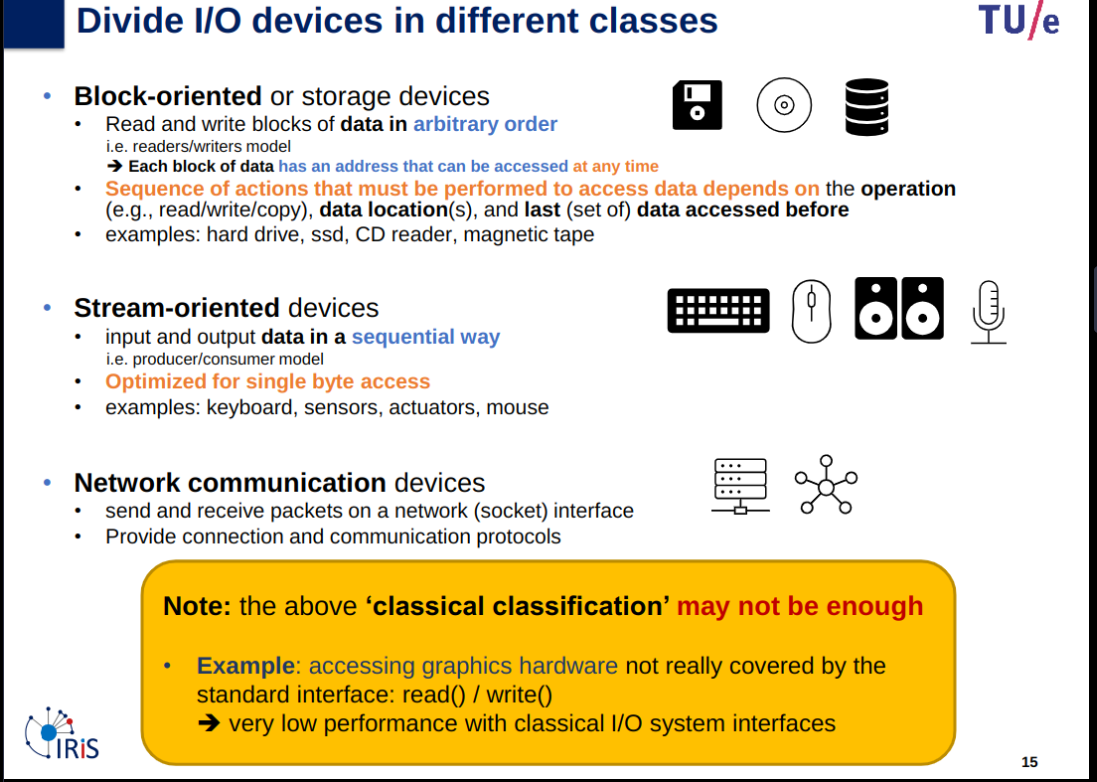 Divide I/O devices in different classes
TU/e
• Block-oriented or storage devices
• Read and write blocks of data in arbitrary order
i.e. readers/writers model
➔ Each block of data has an address that can be accessed at any time
• Sequence of actions that must be performed to access data depends on the operation
(e.g., read/write/copy), data location(s), and last (set of) data accessed before
• examples: hard drive, ssd, CD reader, magnetic tape
• Stream-oriented devices
• input and output data in a sequential way
i.e. producer/consumer model
• Optimized for single byte access
• examples: keyboard, sensors, actuators, mouse
• Network communication devices
• send and receive packets on a network (socket) interface
• Provide connection and communication protocols
Note: the above ‘classical classification’ may not be enough
• Example: accessing graphics hardware not really covered by the
standard interface: read() / write()
➔ very low performance with classical I/O system interfaces
IRiS
15